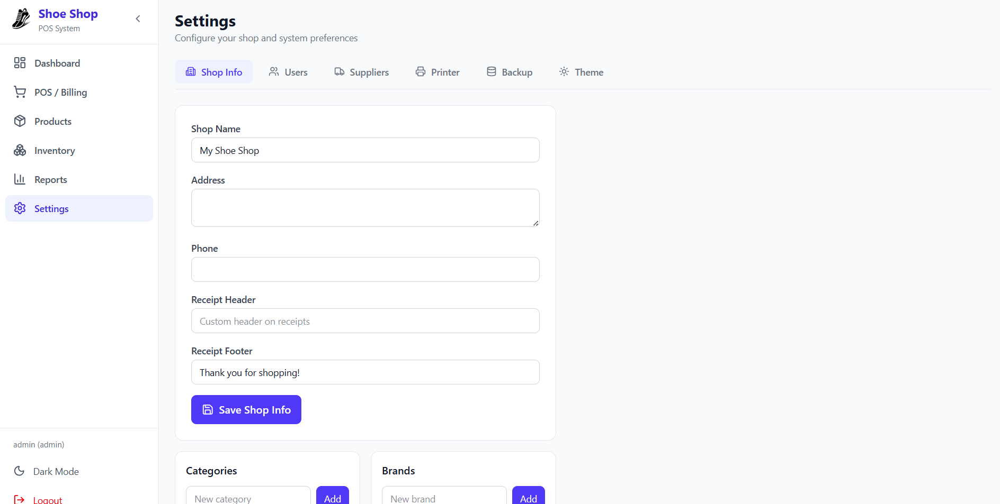 Shoe Shop
POS System
Dashboard
POS / Billing
Products
Inventory
Reports
Settings
admin (admin)
Dark Mode
Logout
Settings
Configure your shop and system preferences
Shop Info
Users
Suppliers
Printer
Backup
Theme
Shop Name
My Shoe Shop
Address
Phone
Receipt Header
Custom header on receipts
Receipt Footer
Thank you for shopping!
Save Shop Info
Categories
New category
Add
Brands
New brand
Add